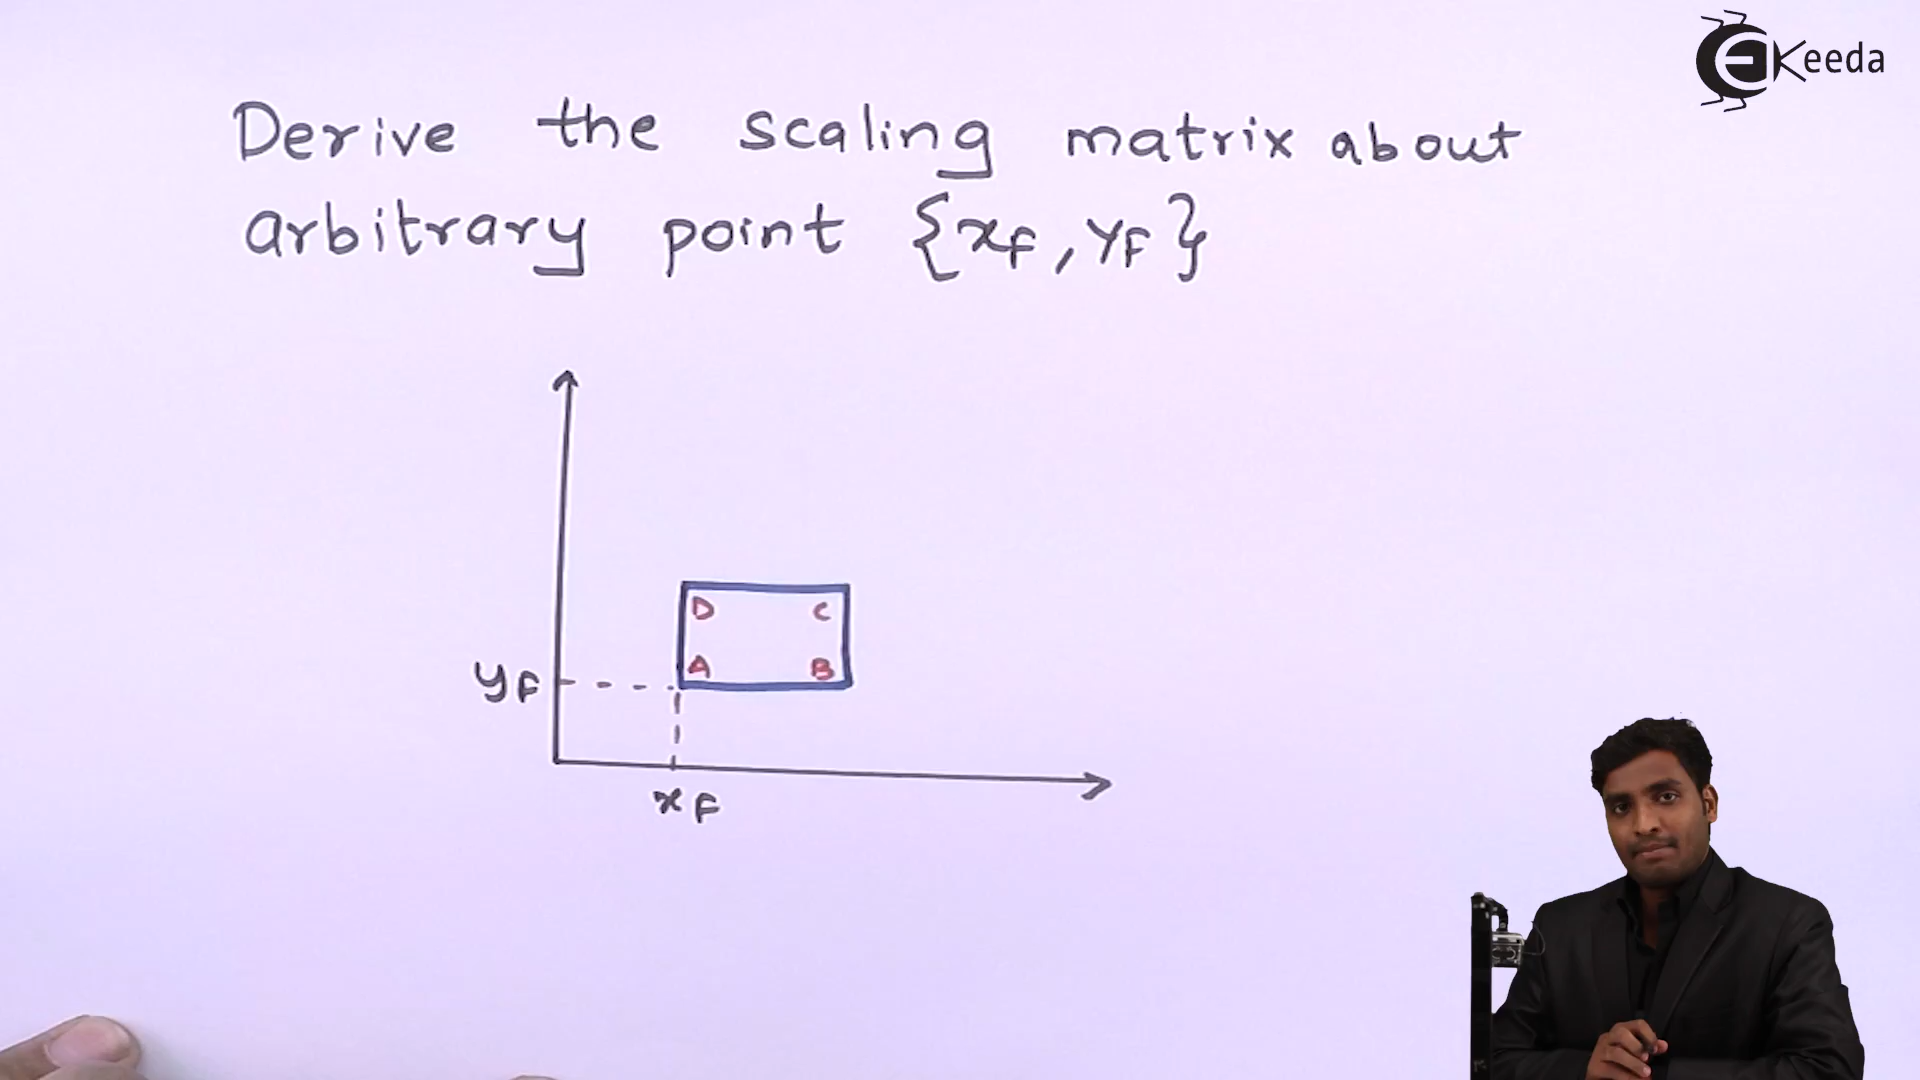 EKeeda
Derive the scaling matrix about
arbitrary point {xF, yF}
D C
A B
yF
xF